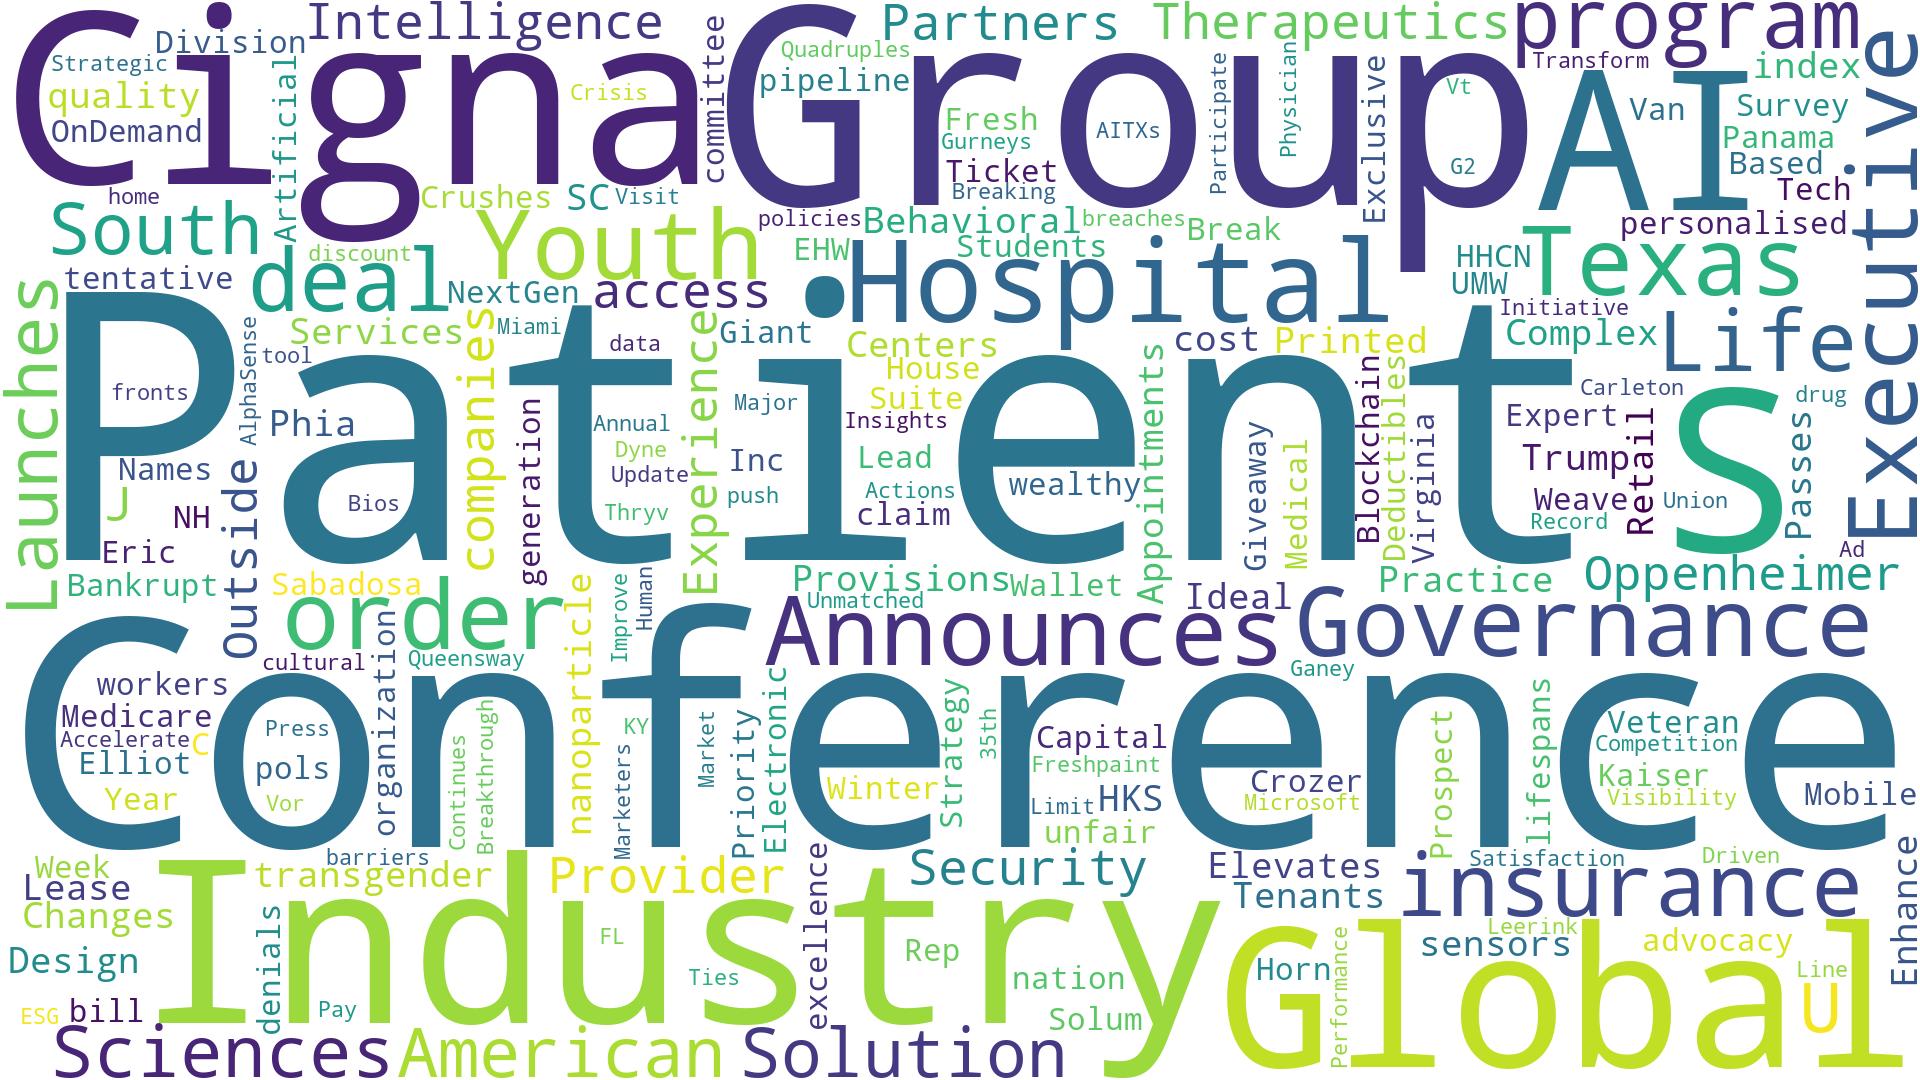 Cigna
Group
AI
Executive
Intelligence
Partners
Therapeutics
program
Division
Strategic
quality
OnDemand
Artificial
Crisis
committee
Quadruples
pipeline
Fresh
Gurneys
Ticket
Breaking
AITXs
Participate
Physician
Exclusive
Vt
G2
Transform
index
Van
Survey
Panama
Based
Tech
personalised
home
South
Crushes
SC
Visit
Youth
policies
Behavioral
breaches
Break
EHW
Students
HHCN
UMW
Texas
tentative
discount
deal
NextGen
access
Hospital
Initiative
Complex
Life
Launches
Services
Miami
companies
data
Experience
Giant
Centers
cost
Printed
tool
AlphaSense
fronts
Patient
•
House
Suite
Insights
Major
Phia
generation
Annual
Dyne
Update
Thryv
Inc
push
Lead
Actions
claim
wealthy
Appointments
Giveaway
Medical
Blockchain
Deductibles
Virginia
Carleton
Expert
Trump
Weave
Record
Retail
Union
drug
Passes
S
Ad
Names
J
NH
Eric
Outside
Bios
Bankrupt
Sabadosa
order
nanoparticle
Improve
Human
Provisions
Unmatched
Wallet
Ideal
Practice
Oppenheimer
Announces
Governance
cultural
organization
Queensway
Ganey
Conference
workers
Medicare
Accelerate
C
Elliot
Year
Press
pols
Vor
Continues
Breakthrough
KY
Marketers
Market
Priority
Electronic
Winter
Strategy
35th
Capital
Freshpaint
Limit
HKS
unfair
Crozer
Microsoft
Prospect
lifespans
Veteran
Competition
Kaiser
Visibility
Mobile
Week
Lease
Changes
barriers
transgender
Provider
Security
Elevates
Tenants
Satisfaction
Driven
insurance
Enhance
Industry
Design
denials
FL
excellence
Ties
Rep
nation
Solum
Horn
Performance
sensors
Leerink
advocacy
Line
U
Global
ESG
bill
Pay
Sciences
American
Solution